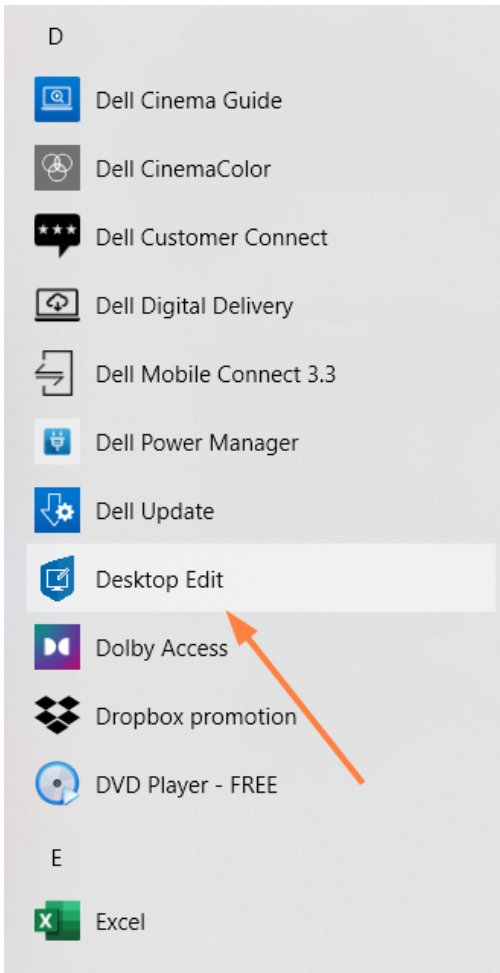 D
Dell Cinema Guide
Dell CinemaColor
Dell Customer Connect
Dell Digital Delivery
Dell Mobile Connect 3.3
Dell Power Manager
Dell Update
Desktop Edit
Dolby Access
Dropbox promotion
DVD Player - FREE
E
Excel